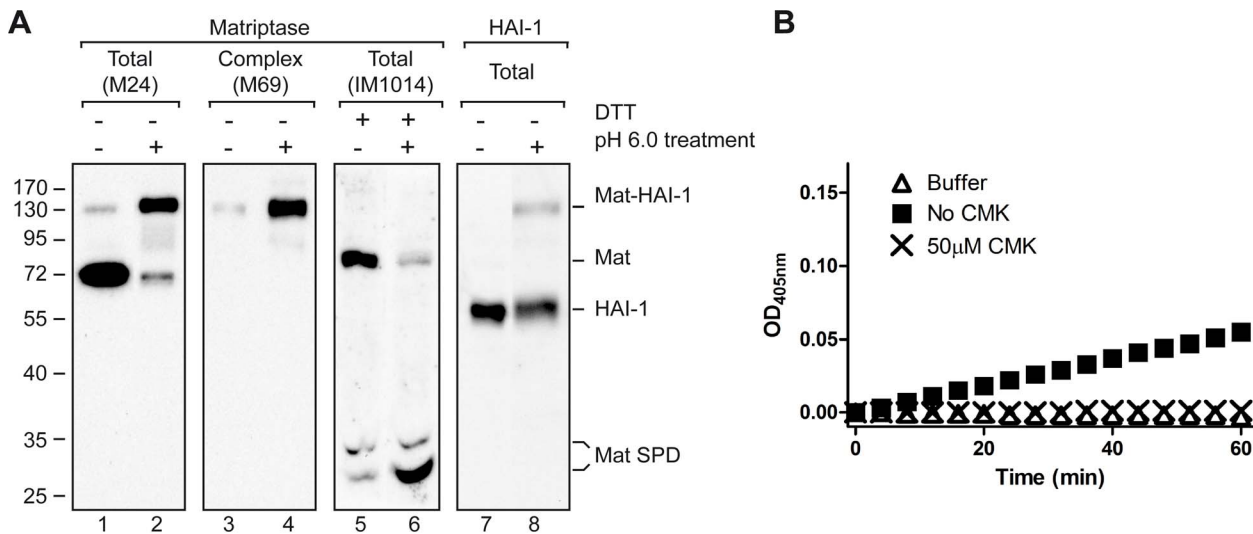 A
Matriptase
HAI-1
Total (M24)
Complex (M69)
Total (IM1014)
Total
- - - - + + - - DTT
- + - + - + - + pH 6.0 treatment
170
130
95
72
55
40
35
25
Mat-HAI-1
Mat
HAI-1
Mat SPD
1 2 3 4 5 6 7 8
B
Buffer
No CMK
50μM CMK
OD405nm
0.15
0.10
0.05
0.00
0 20 40 60
Time (min)